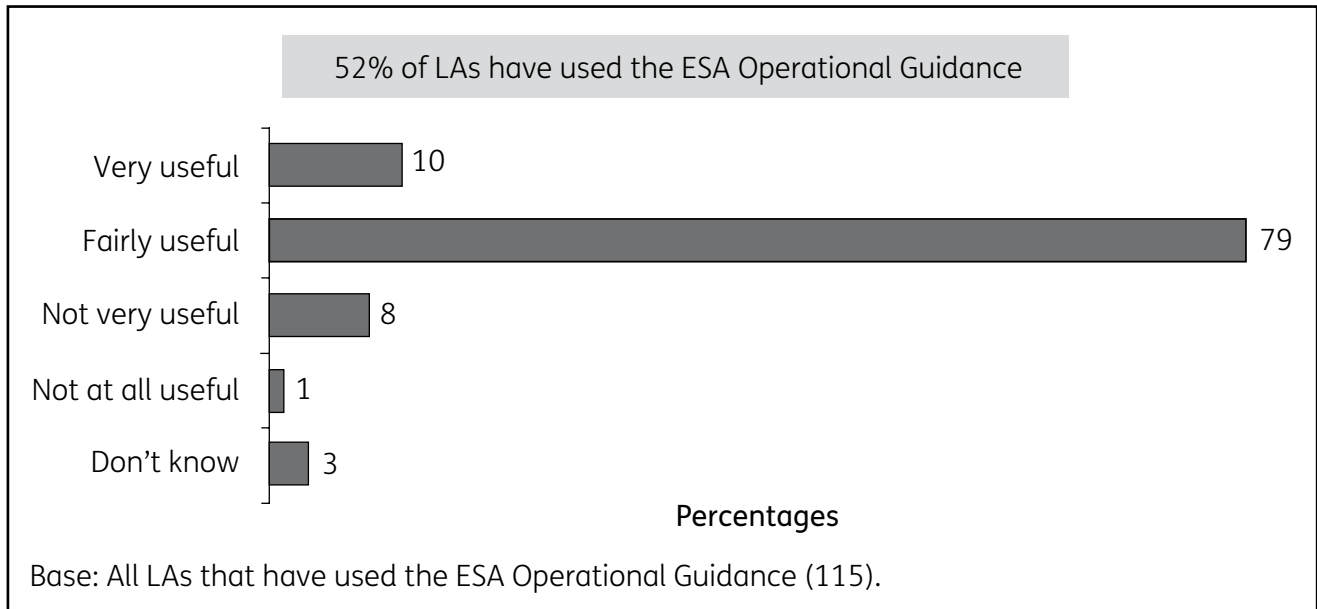 52% of LAs have used the ESA Operational Guidance
Very useful 10
Fairly useful 79
Not very useful 8
Not at all useful 1
Don't know 3
Percentages
Base: All LAs that have used the ESA Operational Guidance (115).